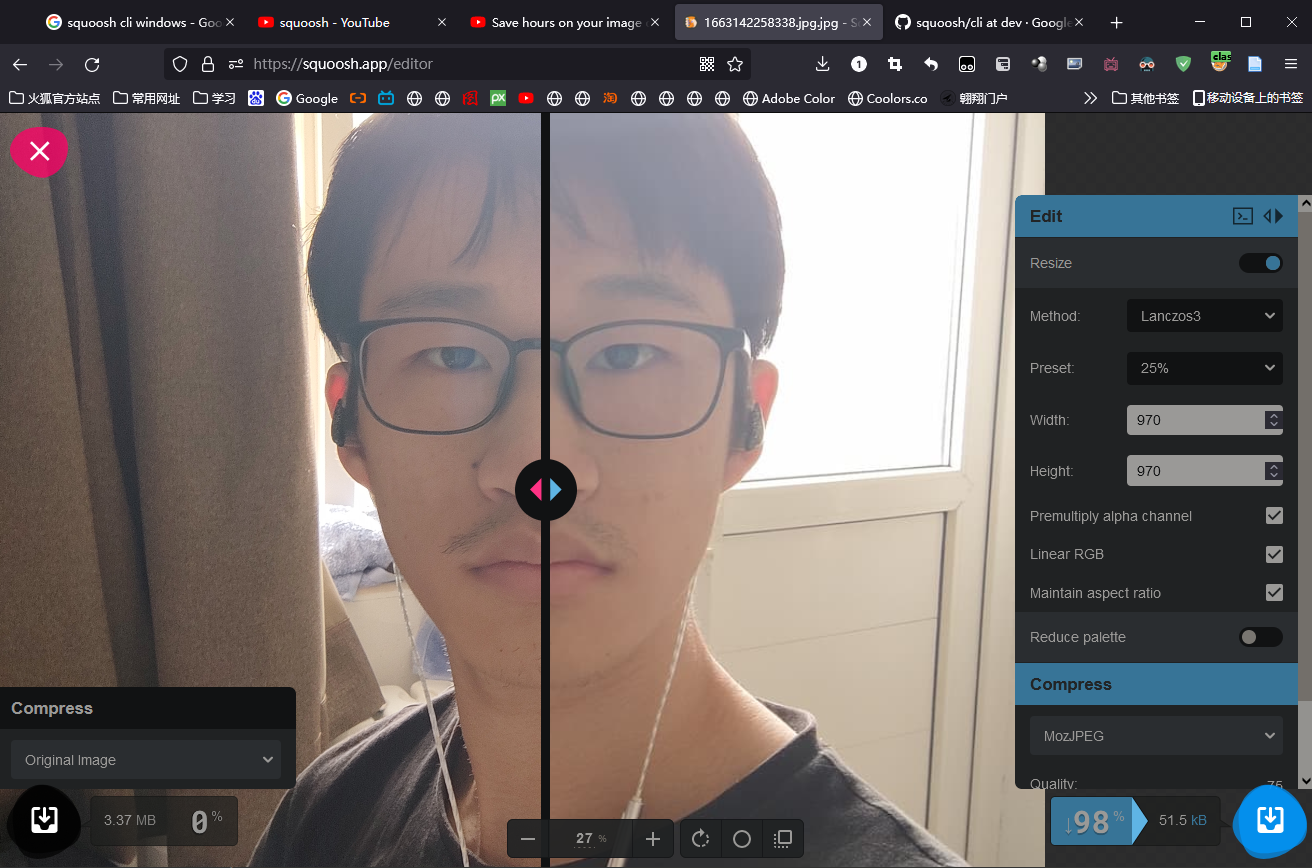 squoosh cli windows - Goo
squoosh - YouTube
Save hours on your image
1663142258338.jpg.jpg - S
squoosh/cli at dev · Google
https://squoosh.app/editor
1
clas
火狐官方站点
常用网址
学习
Google
PX
淘
Adobe Color
Coolors.co
翱翔门户
其他书签
移动设备上的书签
Edit
Resize
Method:
Lanczos3
Preset:
25%
Width:
970
Height:
970
Premultiply alpha channel
Linear RGB
Maintain aspect ratio
Reduce palette
Compress
MozJPEG
Quality:
75
Compress
Original Image
3.37 MB
0%
27 %
↓98%
51.5 kB